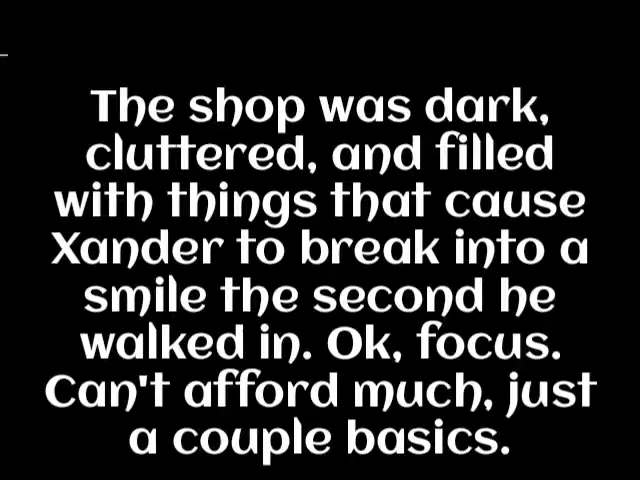 The shop was dark,
cluttered, and filled
with things that cause
Xander to break into a
smile the second he
walked in. Ok, focus.
Can't afford much, just
a couple basics.